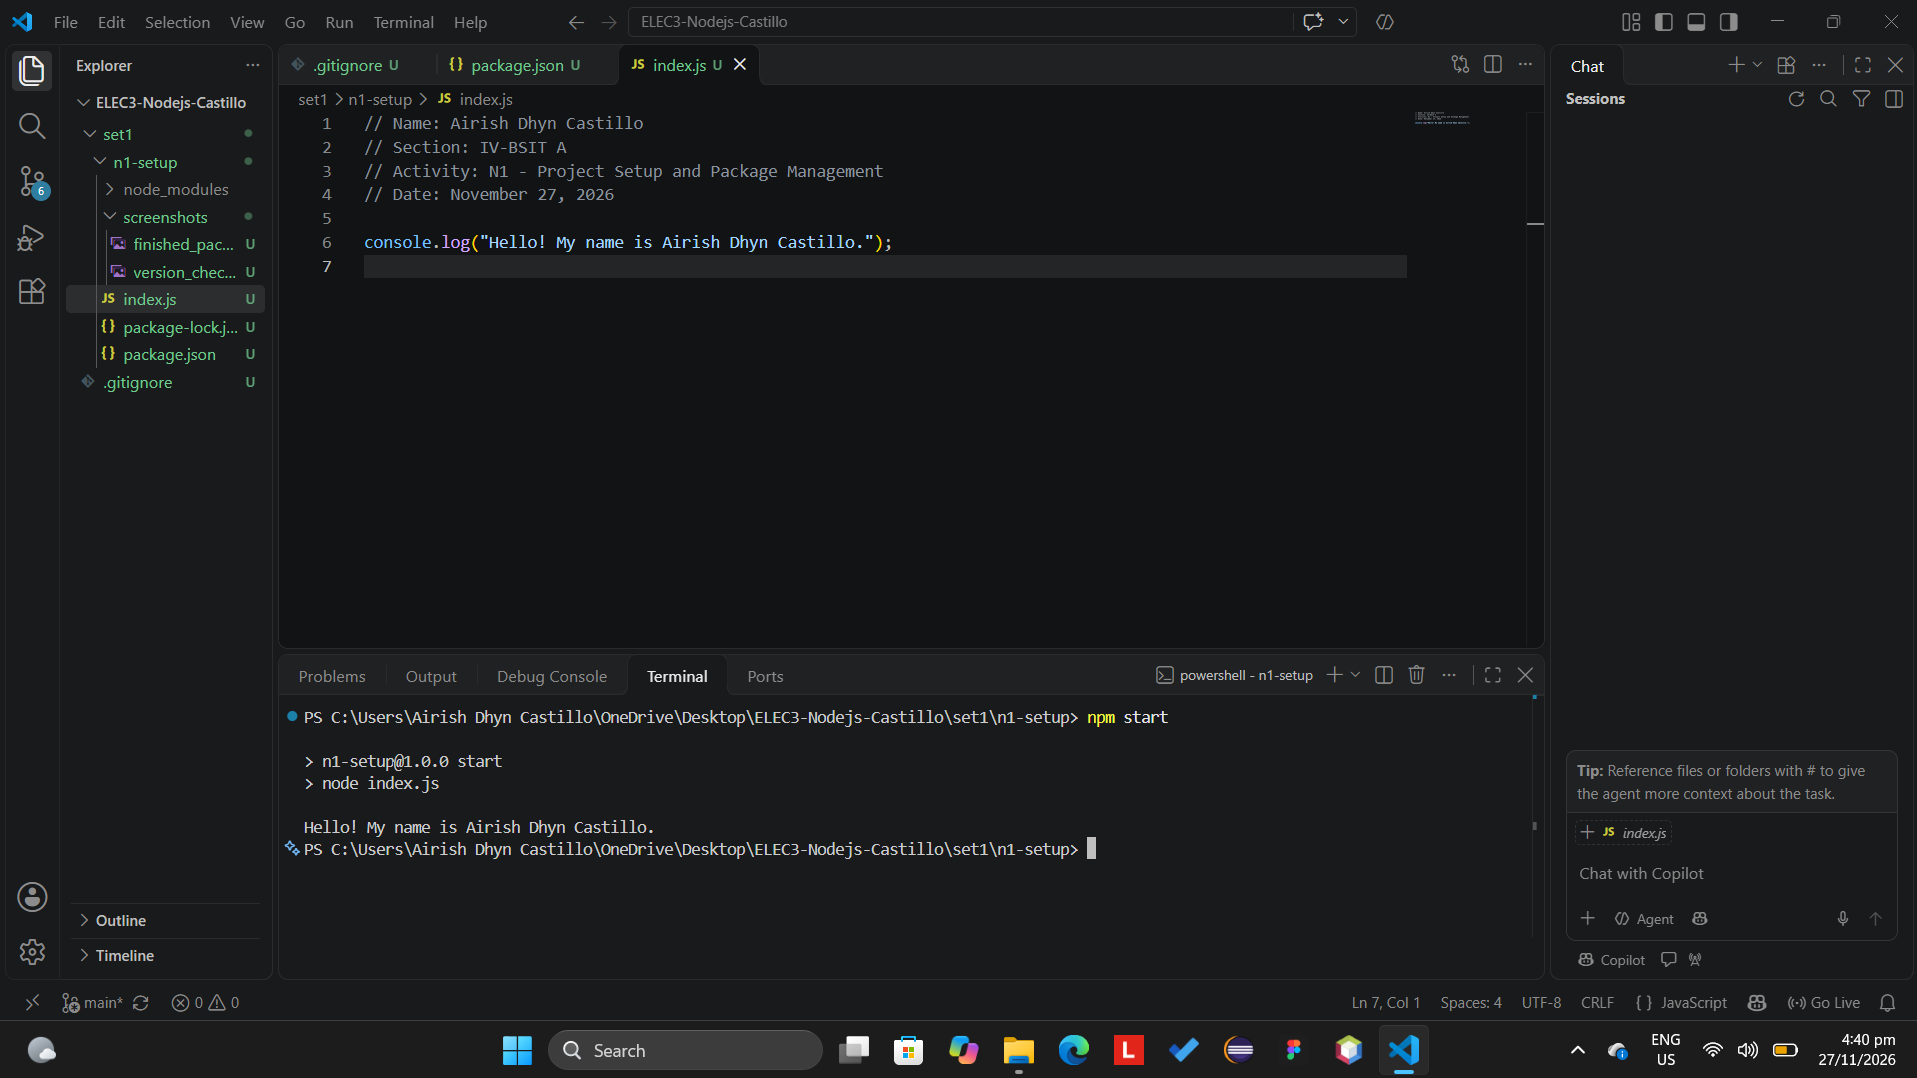 File Edit Selection View Go Run Terminal Help
ELEC3-Nodejs-Castillo
Explorer
ELEC3-Nodejs-Castillo
set1
n1-setup
node_modules
screenshots
finished_pac... U
version_chec... U
JS index.js U
{} package-lock.j... U
{} package.json U
.gitignore U
6
Outline
Timeline
.gitignore U
{} package.json U
JS index.js U
set1 > n1-setup > JS index.js
1 // Name: Airish Dhyn Castillo
2 // Section: IV-BSIT A
3 // Activity: N1 - Project Setup and Package Management
4 // Date: November 27, 2026
5
6 console.log("Hello! My name is Airish Dhyn Castillo.");
7
Problems Output Debug Console Terminal Ports
powershell - n1-setup
PS C:\Users\Airish Dhyn Castillo\OneDrive\Desktop\ELEC3-Nodejs-Castillo\set1\n1-setup> npm start
> n1-setup@1.0.0 start
> node index.js
Hello! My name is Airish Dhyn Castillo.
PS C:\Users\Airish Dhyn Castillo\OneDrive\Desktop\ELEC3-Nodejs-Castillo\set1\n1-setup>
Chat
Sessions
Tip: Reference files or folders with # to give
the agent more context about the task.
JS index.js
Chat with Copilot
Agent
Copilot
main* 0 0
Ln 7, Col 1 Spaces: 4 UTF-8 CRLF {} JavaScript Go Live
Search
L
ENG
US
4:40 pm
27/11/2026